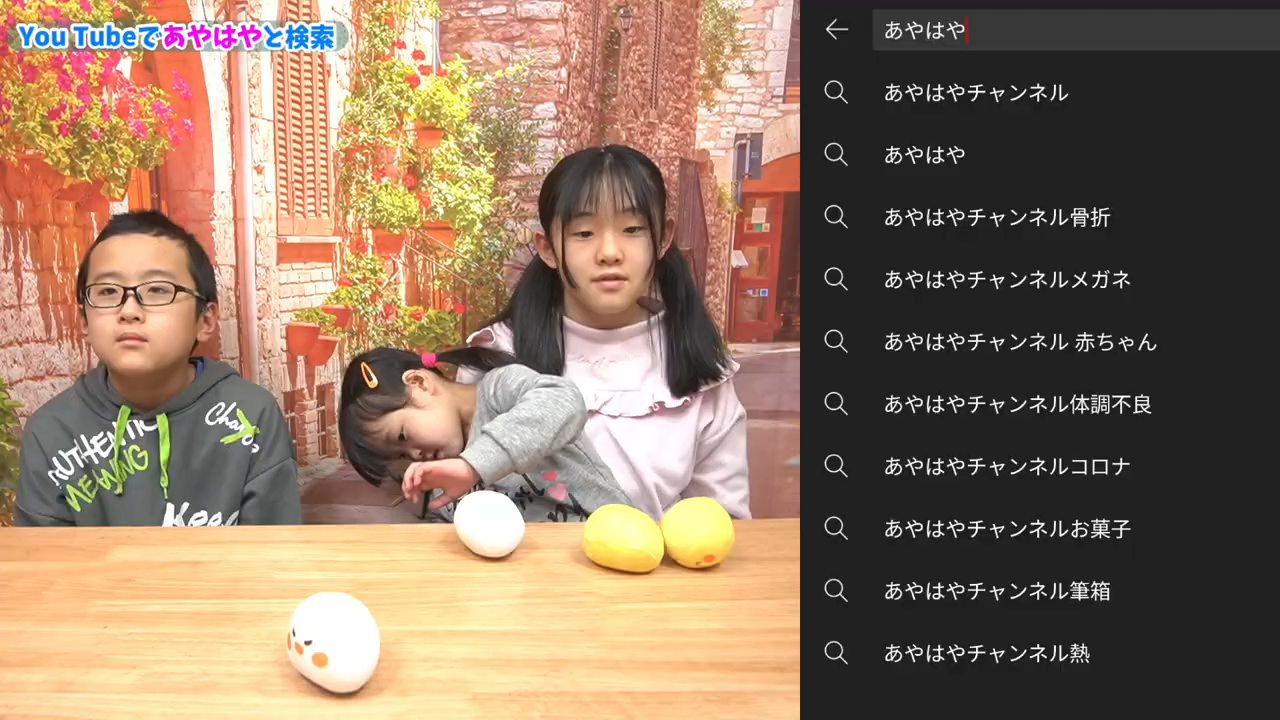 You Tubeであやはやと検索
あやはや
あやはやチャンネル
あやはや
あやはやチャンネル骨折
あやはやチャンネルメガネ
あやはやチャンネル 赤ちゃん
あやはやチャンネル体調不良
あやはやチャンネルコロナ
あやはやチャンネルお菓子
あやはやチャンネル筆箱
あやはやチャンネル熱
AUTHENTIC
NEWING